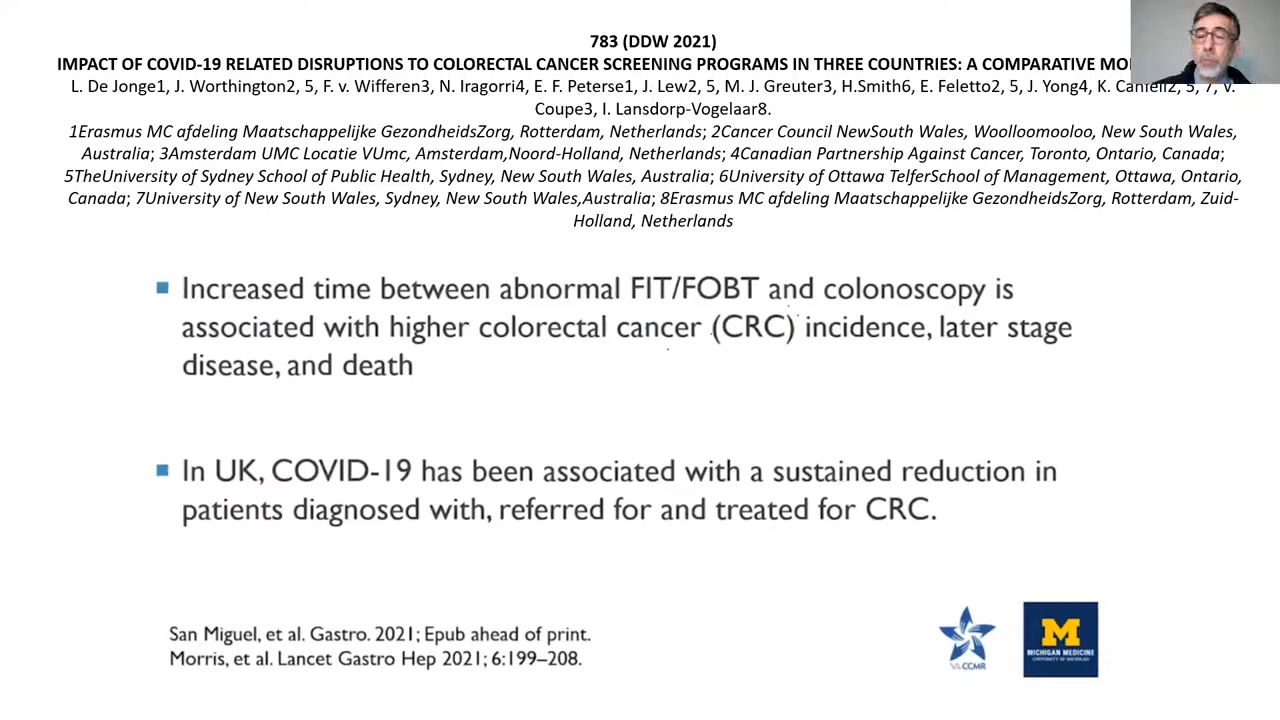 783 (DDW 2021)
IMPACT OF COVID-19 RELATED DISRUPTIONS TO COLORECTAL CANCER SCREENING PROGRAMS IN THREE COUNTRIES: A COMPARATIVE
L. De Jonge1, J. Worthington2, 5, F. v. Wifferen3, N. Iragorri4, E. F. Peterse1, J. Lew2, 5, M. J. Greuter3, H.Smith6, E. Feletto2, 5, J. Yong4, K. Canfell2, 5, 7, V.
Coupe3, I. Lansdorp-Vogelaar8.
1Erasmus MC afdeling Maatschappelijke GezondheidsZorg, Rotterdam, Netherlands; 2Cancer Council NewSouth Wales, Woolloomooloo, New South Wales,
Australia; 3Amsterdam UMC Locatie VUmc, Amsterdam,Noord-Holland, Netherlands; 4Canadian Partnership Against Cancer, Toronto, Ontario, Canada;
5TheUniversity of Sydney School of Public Health, Sydney, New South Wales, Australia; 6University of Ottawa TelferSchool of Management, Ottawa, Ontario,
Canada; 7University of New South Wales, Sydney, New South Wales,Australia; 8Erasmus MC afdeling Maatschappelijke GezondheidsZorg, Rotterdam, Zuid-
Holland, Netherlands
Increased time between abnormal FIT/FOBT and colonoscopy is
associated with higher colorectal cancer (CRC) incidence, later stage
disease, and death
In UK, COVID-19 has been associated with a sustained reduction in
patients diagnosed with, referred for and treated for CRC.
San Miguel, et al. Gastro. 2021; Epub ahead of print.
Morris, et al. Lancet Gastro Hep 2021; 6:199–208.
VA CCMR
M
MICHIGAN MEDICINE
UNIVERSITY OF MICHIGAN